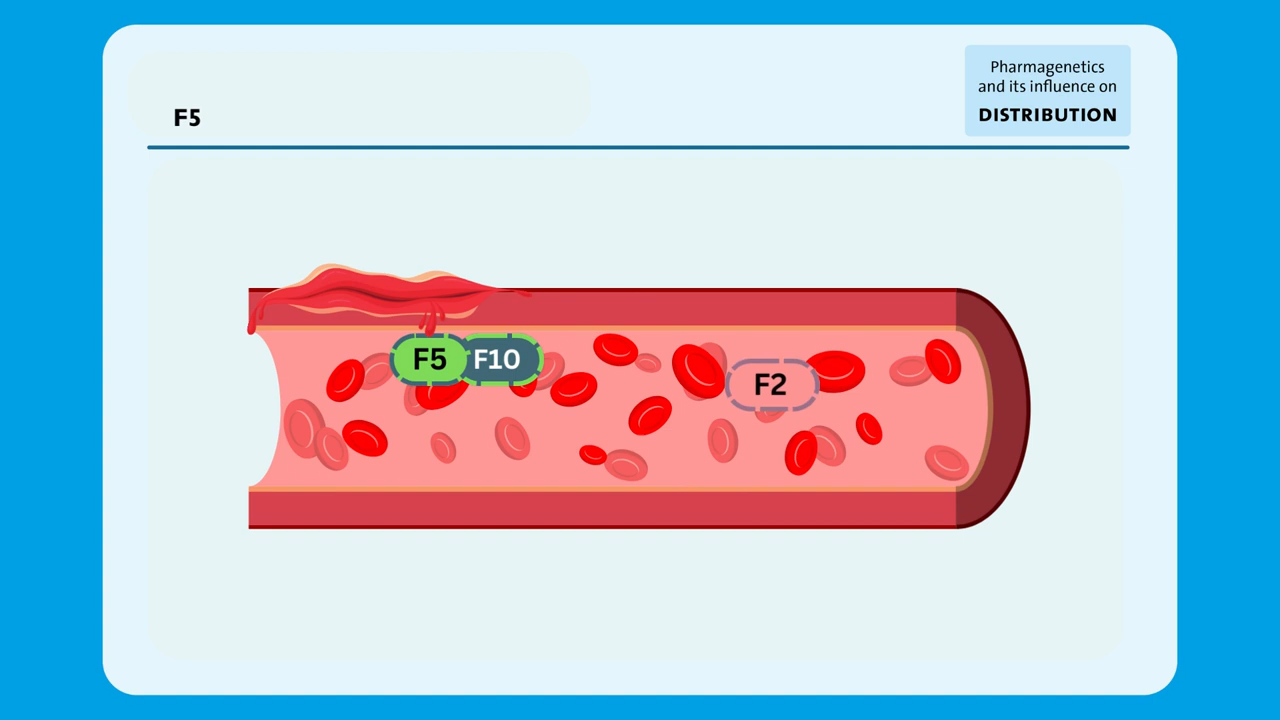 F5
Pharmagenetics
and its influence on
DISTRIBUTION
F5
F10
F2